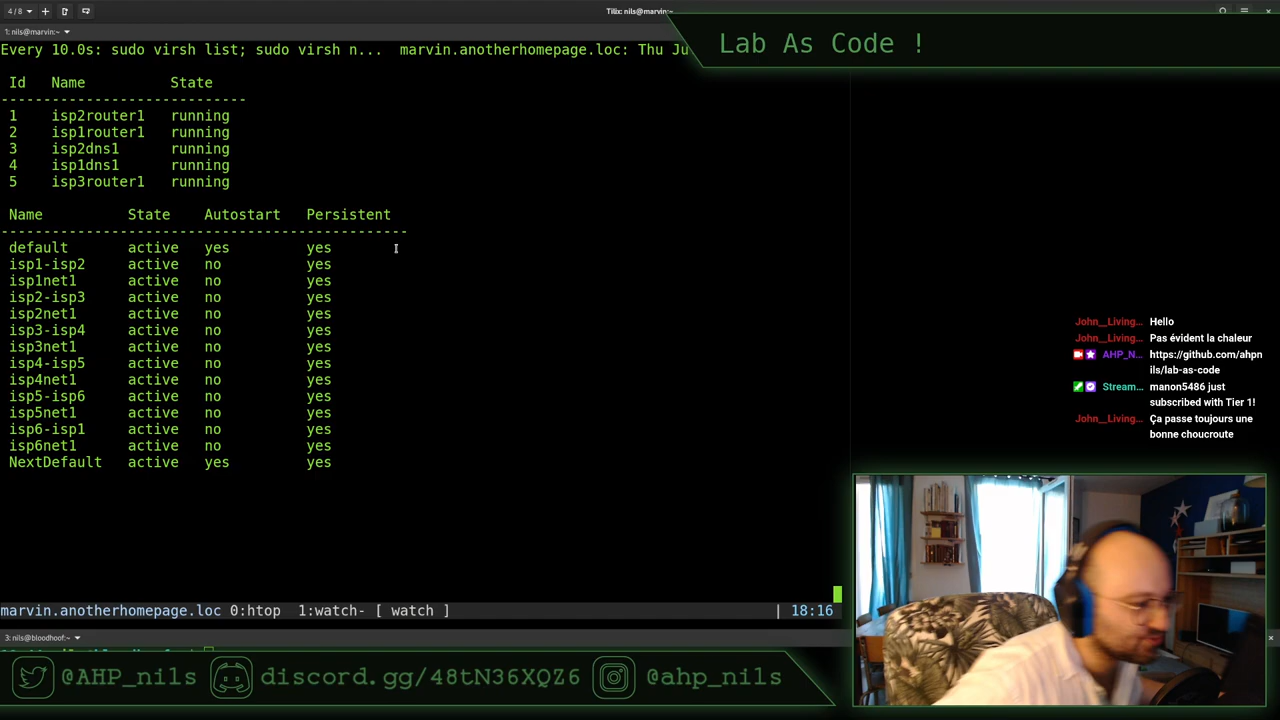 4 / 8
Tilix: nils@marvin:~
1: nils@marvin:~
Every 10.0s: sudo virsh list; sudo virsh n... marvin.anotherhomepage.loc: Thu Ju
Lab As Code !
Id Name State
-----------------------------
1 isp2router1 running
2 isp1router1 running
3 isp2dns1 running
4 isp1dns1 running
5 isp3router1 running
Name State Autostart Persistent
------------------------------------------------
default active yes yes
isp1-isp2 active no yes
isp1net1 active no yes
isp2-isp3 active no yes
isp2net1 active no yes
isp3-isp4 active no yes
isp3net1 active no yes
isp4-isp5 active no yes
isp4net1 active no yes
isp5-isp6 active no yes
isp5net1 active no yes
isp6-isp1 active no yes
isp6net1 active no yes
NextDefault active yes yes
John__Living... Hello
John__Living... Pas évident la chaleur
AHP_N... https://github.com/ahpn
ils/lab-as-code
Stream... manon5486 just
subscribed with Tier 1!
John__Living... Ça passe toujours une
bonne choucroute
marvin.anotherhomepage.loc 0:htop 1:watch- [ watch ] | 18:16
3: nils@bloodhoof:~
@AHP_nils discord.gg/48tN36XQZ6 @ahp_nils